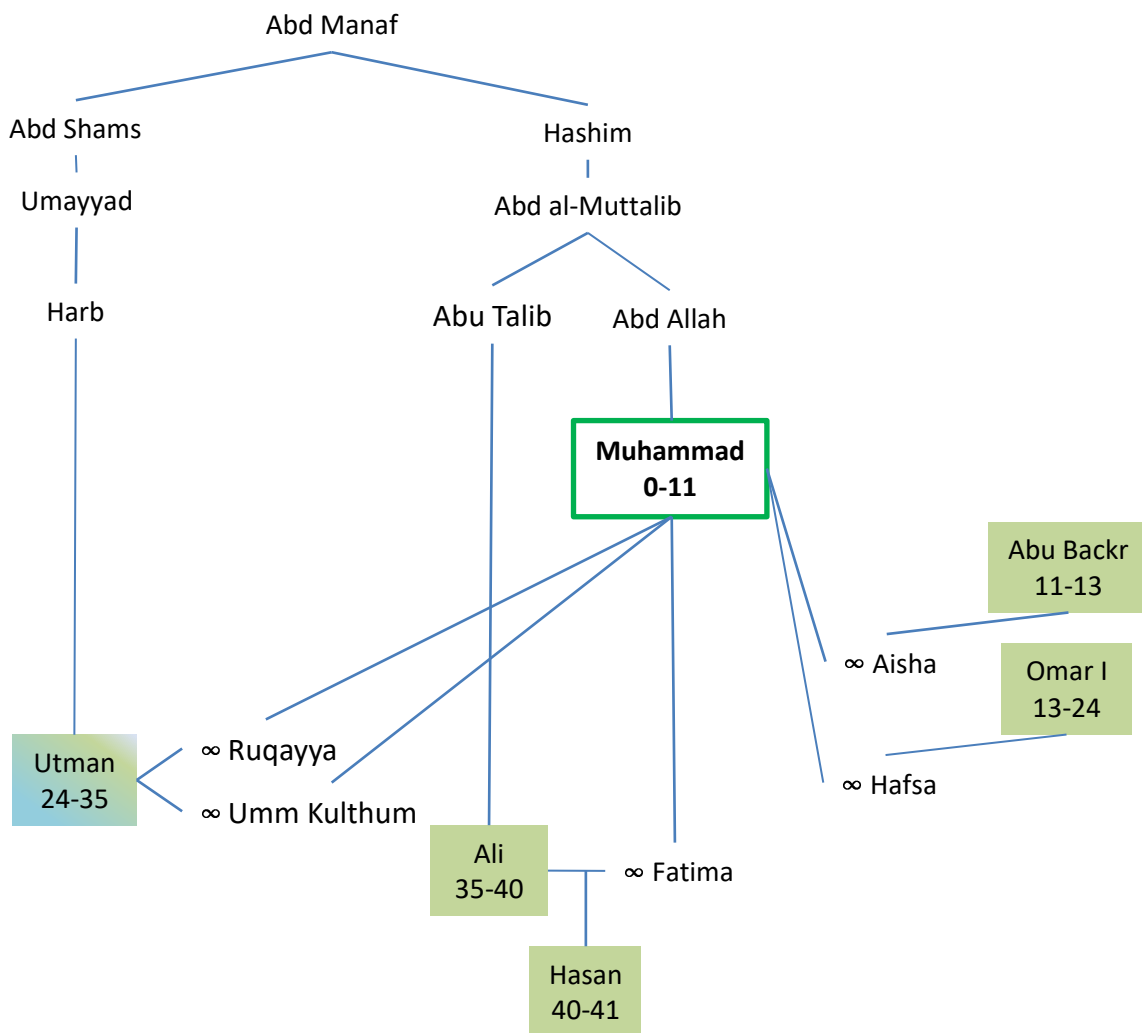 Abd Manaf
Abd Shams
Hashim
Umayyad
Abd al-Muttalib
Harb
Abu Talib
Abd Allah
Muhammad
0-11
Abu Backr
11-13
∞ Aisha
Omar I
13-24
∞ Ruqayya
Utman
24-35
∞ Hafsa
∞ Umm Kulthum
Ali
35-40
∞ Fatima
Hasan
40-41